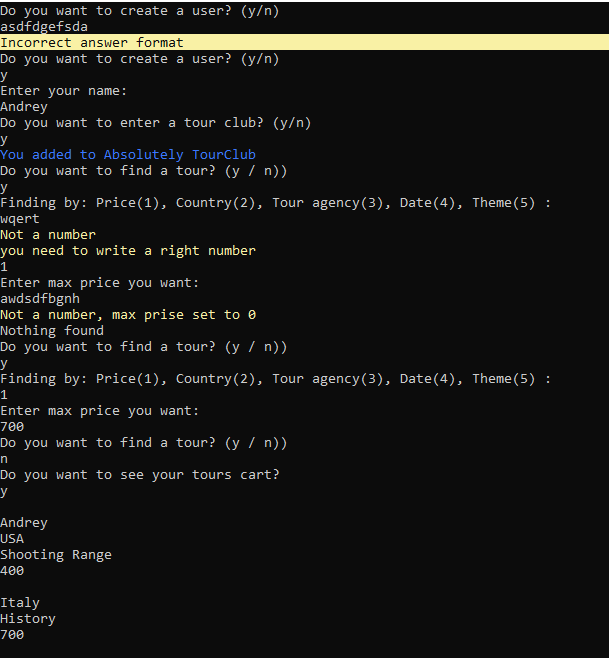 Do you want to create a user? (y/n)
asdfdgefsda
Incorrect answer format
Do you want to create a user? (y/n)
y
Enter your name:
Andrey
Do you want to enter a tour club? (y/n)
y
You added to Absolutely TourClub
Do you want to find a tour? (y / n))
y
Finding by: Price(1), Country(2), Tour agency(3), Date(4), Theme(5) :
wqert
Not a number
you need to write a right number
1
Enter max price you want:
awdsdfbgnh
Not a number, max prise set to 0
Nothing found
Do you want to find a tour? (y / n))
y
Finding by: Price(1), Country(2), Tour agency(3), Date(4), Theme(5) :
1
Enter max price you want:
700
Do you want to find a tour? (y / n))
n
Do you want to see your tours cart?
y
Andrey
USA
Shooting Range
400
Italy
History
700